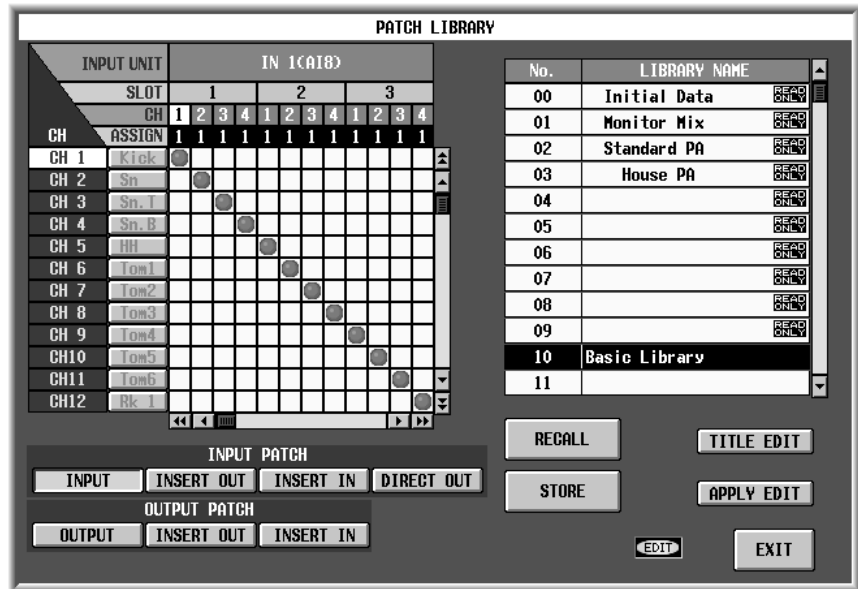 PATCH LIBRARY
INPUT UNIT IN 1(AI8)
SLOT 1 2 3
CH 1 2 3 4 1 2 3 4 1 2 3 4
CH ASSIGN 1 1 1 1 1 1 1 1 1 1 1 1
CH 1 Kick
CH 2 Sn
CH 3 Sn.T
CH 4 Sn.B
CH 5 HH
CH 6 Tom1
CH 7 Tom2
CH 8 Tom3
CH 9 Tom4
CH10 Tom5
CH11 Tom6
CH12 Rk 1
INPUT PATCH
INPUT INSERT OUT INSERT IN DIRECT OUT
OUTPUT PATCH
OUTPUT INSERT OUT INSERT IN
No. LIBRARY NAME
00 Initial Data READ ONLY
01 Monitor Mix READ ONLY
02 Standard PA READ ONLY
03 House PA READ ONLY
04 READ ONLY
05 READ ONLY
06 READ ONLY
07 READ ONLY
08 READ ONLY
09 READ ONLY
10 Basic Library
11
RECALL TITLE EDIT
STORE APPLY EDIT
EDIT EXIT